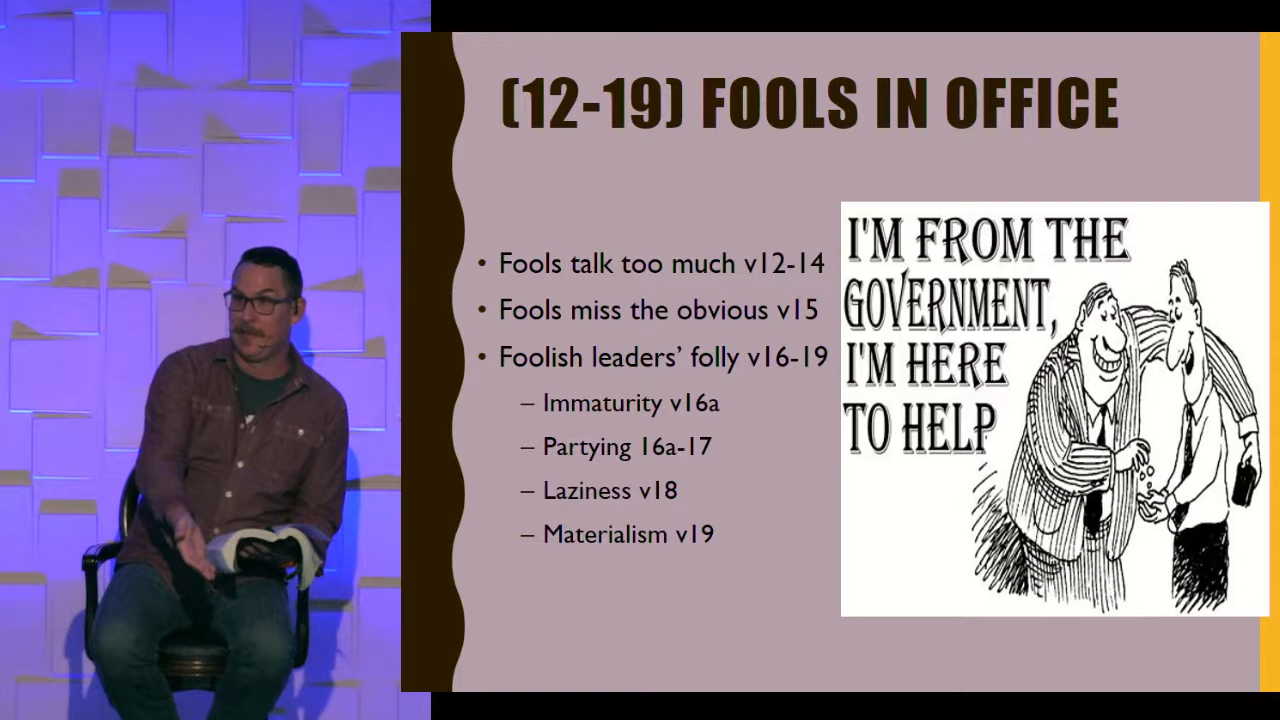 (12-19) FOOLS IN OFFICE
• Fools talk too much v12-14
• Fools miss the obvious v15
• Foolish leaders’ folly v16-19
– Immaturity v16a
– Partying 16a-17
– Laziness v18
– Materialism v19
I'M FROM THE
GOVERNMENT,
I'M HERE
TO HELP